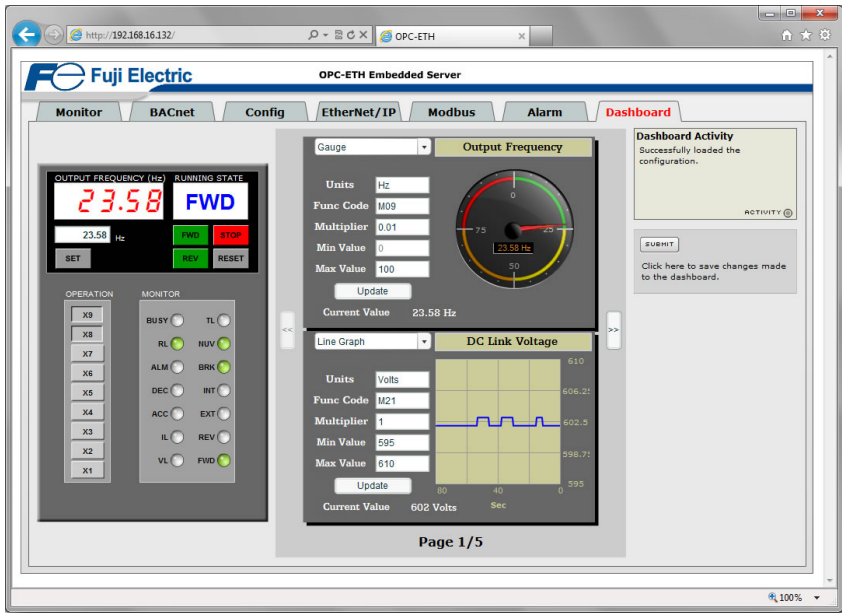 http://192.168.16.132/
OPC-ETH
Fuji Electric
OPC-ETH Embedded Server
Monitor
BACnet
Config
EtherNet/IP
Modbus
Alarm
Dashboard
OUTPUT FREQUENCY (Hz) RUNNING STATE
23.58 FWD
23.58 Hz FWD STOP
SET REV RESET
OPERATION MONITOR
X9
X8
X7
X6
X5
X4
X3
X2
X1
BUSY TL
RL NUV
ALM BRK
DEC INT
ACC EXT
IL REV
VL FWD
<<
Gauge Output Frequency
Units Hz
Func Code M09
Multiplier 0.01
Min Value 0
Max Value 100
Update
Current Value 23.58 Hz
0
75 25
23.58 Hz
50
Line Graph DC Link Voltage
Units Volts
Func Code M21
Multiplier 1
Min Value 595
Max Value 610
Update
Current Value 602 Volts
610
606.2
602.5
598.7
595
80 40 0
Sec
Page 1/5
>>
Dashboard Activity
Successfully loaded the
configuration.
ACTIVITY
SUBMIT
Click here to save changes made
to the dashboard.
100%